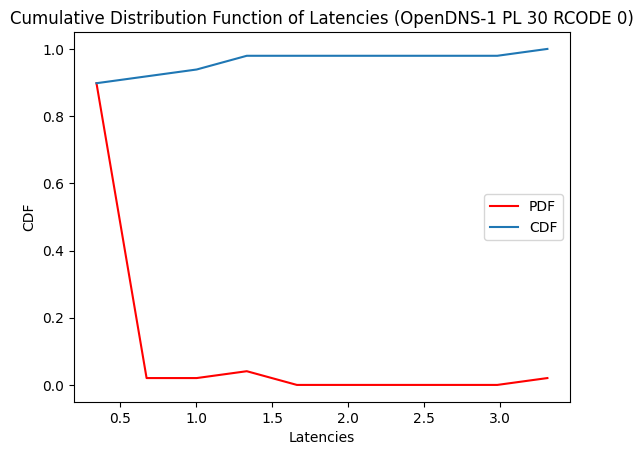 Cumulative Distribution Function of Latencies (OpenDNS-1 PL 30 RCODE 0)
1.0
0.8
0.6
0.4
0.2
0.0
CDF
PDF
CDF
0.5
1.0
1.5
2.0
2.5
3.0
Latencies